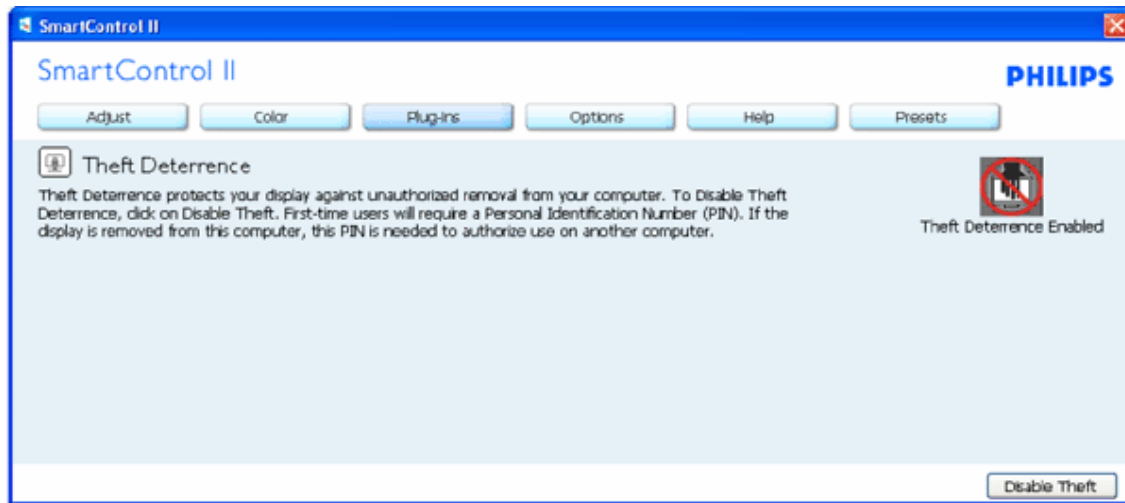 SmartControl II
SmartControl II
PHILIPS
Adjust Color Plug-ins Options Help Presets
Theft Deterrence
Theft Deterrence protects your display against unauthorized removal from your computer. To Disable Theft
Deterrence, click on Disable Theft. First-time users will require a Personal Identification Number (PIN). If the
display is removed from this computer, this PIN is needed to authorize use on another computer.
Theft Deterrence Enabled
Disable Theft